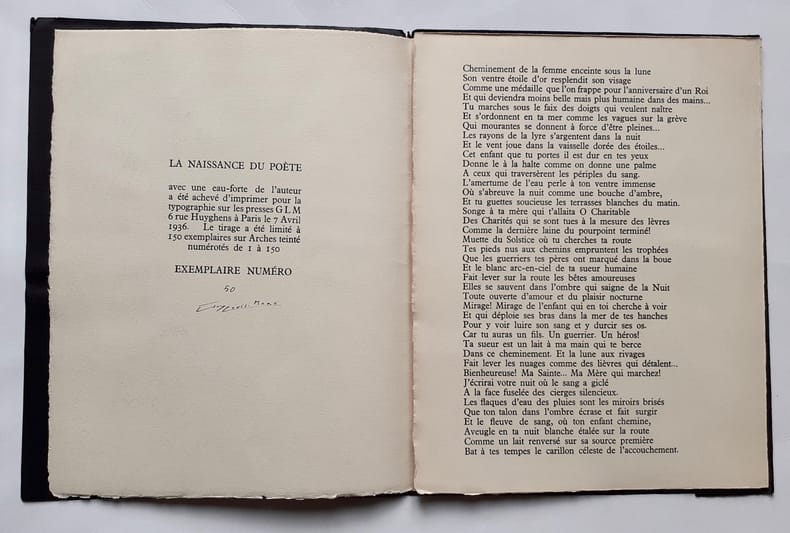 LA NAISSANCE DU POÈTE
avec une eau-forte de l'auteur
a été achevé d'imprimer pour la
typographie sur les presses G L M
6 rue Huyghens à Paris le 7 Avril
1936. Le tirage a été limité à
150 exemplaires sur Arches teinté
numérotés de 1 à 150
EXEMPLAIRE NUMÉRO
50
Cheminement de la femme enceinte sous la lune
Son ventre étoile d'or resplendit son visage
Comme une médaille que l'on frappe pour l'anniversaire d'un Roi
Et qui deviendra moins belle mais plus humaine dans des mains...
Tu marches sous le faix des doigts qui veulent naître
Et s'ordonnent en ta mer comme les vagues sur la grève
Qui mourantes se donnent à force d'être pleines...
Les rayons de la lyre s'argentent dans la nuit
Et le vent joue dans la vaisselle dorée des étoiles...
Cet enfant que tu portes il est dur en tes yeux
Donne le à la halte comme on donne une palme
A ceux qui traversèrent les périples du sang.
L'amertume de l'eau perle à ton ventre immense
Où s'abreuve la nuit comme une bouche d'ambre,
Et tu guettes soucieuse les terrasses blanches du matin.
Songe à ta mère qui t'allaita O Charitable
Des Charités qui se sont tues à la mesure des lèvres
Comme la dernière laine du pourpoint terminé!
Muette du Solstice où tu cherches ta route
Tes pieds nus aux chemins empruntent les trophées
Que les guerriers tes pères ont marqué dans la boue
Et le blanc arc-en-ciel de ta sueur humaine
Fait lever sur la route les bêtes amoureuses
Elles se sauvent dans l'ombre qui saigne de la Nuit
Toute ouverte d'amour et du plaisir nocturne
Mirage! Mirage de l'enfant qui en toi cherche à voir
Et qui déploie ses bras dans la mer de tes hanches
Pour y voir luire son sang et y durcir ses os.
Car tu auras un fils. Un guerrier. Un héros!
Ta sueur est un lait à ma main qui te berce
Dans ce cheminement. Et la lune aux rivages
Fait lever les nuages comme des lièvres qui détalent...
Bienheureuse! Ma Sainte... Ma Mère qui marchez!
J'écrirai votre nuit où le sang a giclé
A la face fuselée des cierges silencieux.
Les flaques d'eau des pluies sont les miroirs brisés
Que ton talon dans l'ombre écrase et fait surgir
Et le fleuve de sang, où ton enfant chemine,
Aveugle en ta nuit blanche étalée sur la route
Comme un lait renversé sur sa source première
Bat à tes tempes le carillon céleste de l'accouchement.